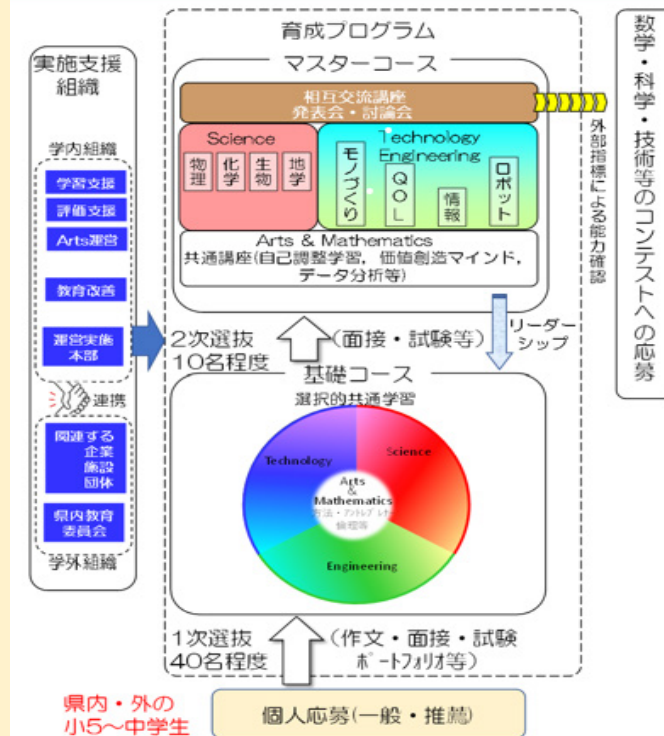 育成プログラム
実施支援
組織
学内組織
学習支援
評価支援
Arts運営
教育改善
運営実施
本部
連携
関連する
企業
施設
団体
県内教育
委員会
学外組織
マスターコース
相互交流講座
発表会・討論会
Science
物理
化学
生物
地学
Technology
Engineering
モノづくり
QOL
情報
ロボット
Arts & Mathematics
共通講座(自己調整学習，価値創造マインド，
データ分析等)
2次選抜
10名程度
(面接・試験等)
リーダー
シップ
基礎コース
選択的共通学習
Technology
Science
Arts
&
Mathematics
倫理等
Engineering
1次選抜
40名程度
(作文・面接・試験
ﾎﾟｰﾄﾌｫﾘｵ等)
県内・外の
小5～中学生
個人応募(一般・推薦)
外部指標による能力確認
数学・科学・技術等のコンテストへの応募